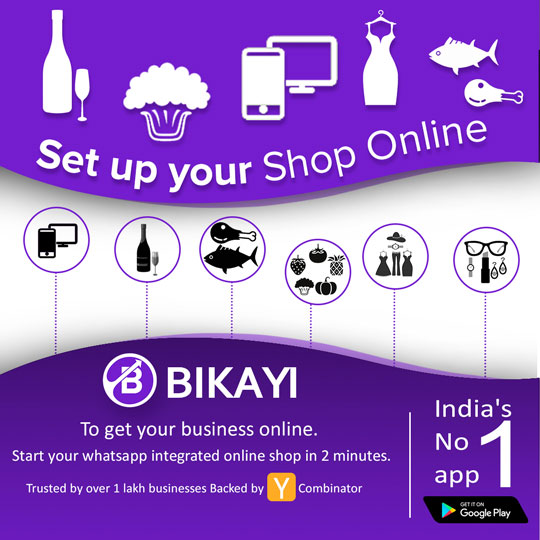 Set up your Shop Online
B BIKAYI
To get your business online.
Start your whatsapp integrated online shop in 2 minutes.
Trusted by over 1 lakh businesses Backed by Y Combinator
India's
No 1
app
GET IT ON
Google Play